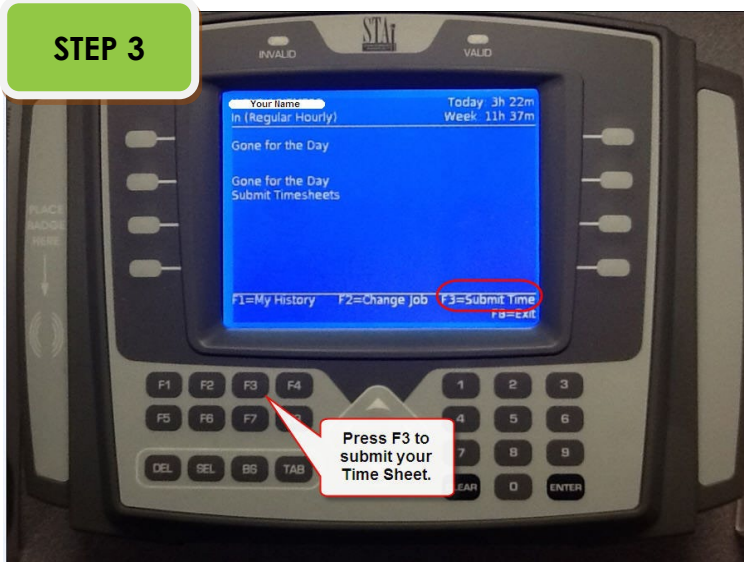 STEP 3
STAi
INVALID
VALID
Your Name
Today: 3h 22m
In (Regular Hourly)
Week: 11h 37m
Gone for the Day
Gone for the Day
Submit Timesheets
F1=My History F2=Change Job F3=Submit Time
F8=Exit
PLACE
BADGE
HERE
F1 F2 F3 F4
1 2 3
F5 F6 F7
4 5 6
Press F3 to
submit your
Time Sheet.
7 8 9
DEL SEL BS TAB
0 ENTER